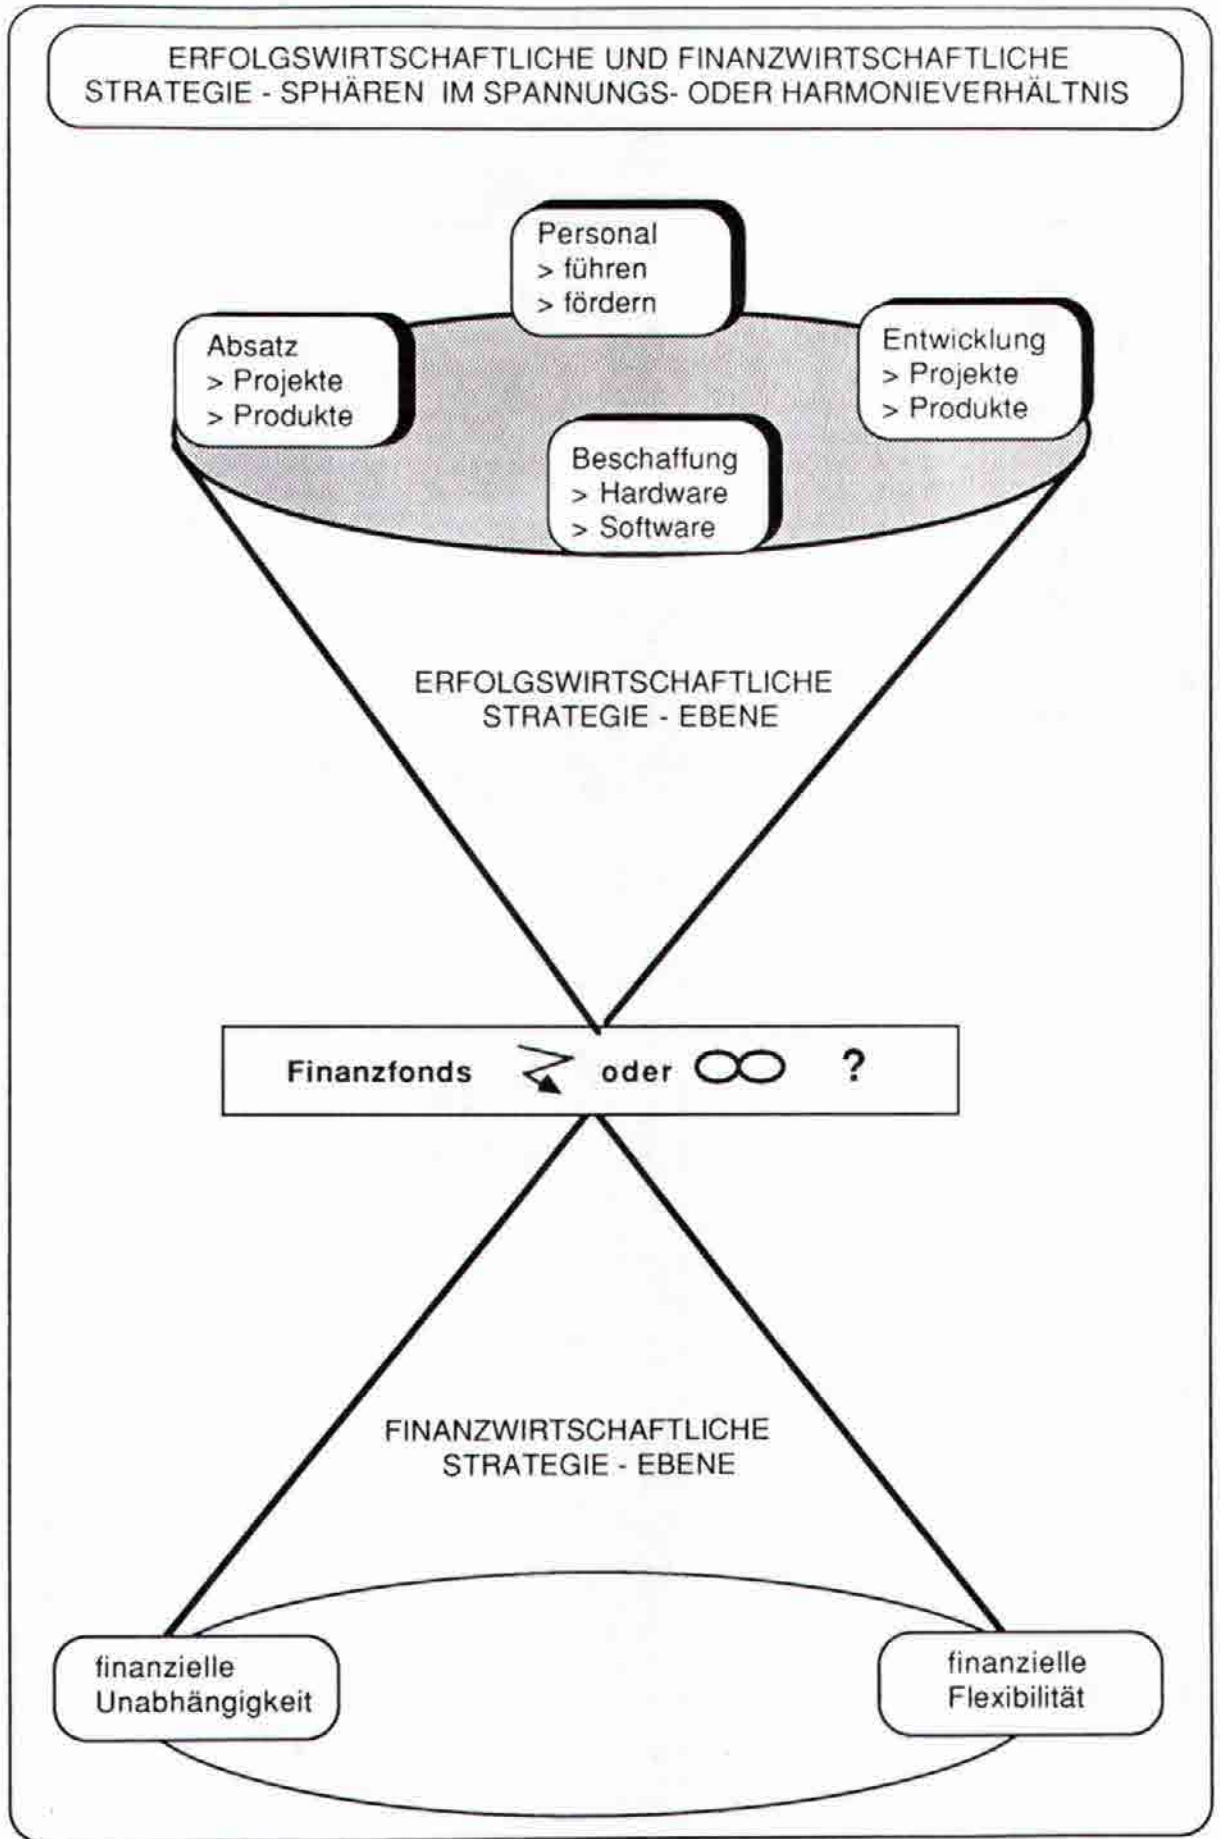 ERFOLGSWIRTSCHAFTLICHE UND FINANZWIRTSCHAFTLICHE
STRATEGIE - SPHÄREN IM SPANNUNGS- ODER HARMONIEVERHÄLTNIS
Personal
> führen
> fördern
Absatz
> Projekte
> Produkte
Entwicklung
> Projekte
> Produkte
Beschaffung
> Hardware
> Software
ERFOLGSWIRTSCHAFTLICHE
STRATEGIE - EBENE
Finanzfonds oder ?
FINANZWIRTSCHAFTLICHE
STRATEGIE - EBENE
finanzielle
Unabhängigkeit
finanzielle
Flexibilität